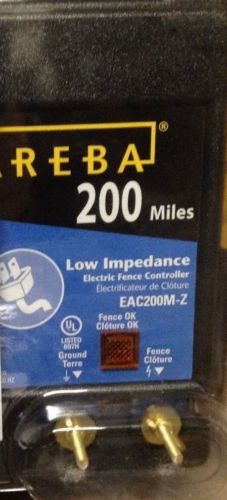 AREBA®
200 Miles
Low Impedance
Electric Fence Controller
Électrificateur de Clôture
EAC200M-Z
UL
LISTED
Fence OK
Clôture OK
Ground
Terre
Fence
Clôture
HZ